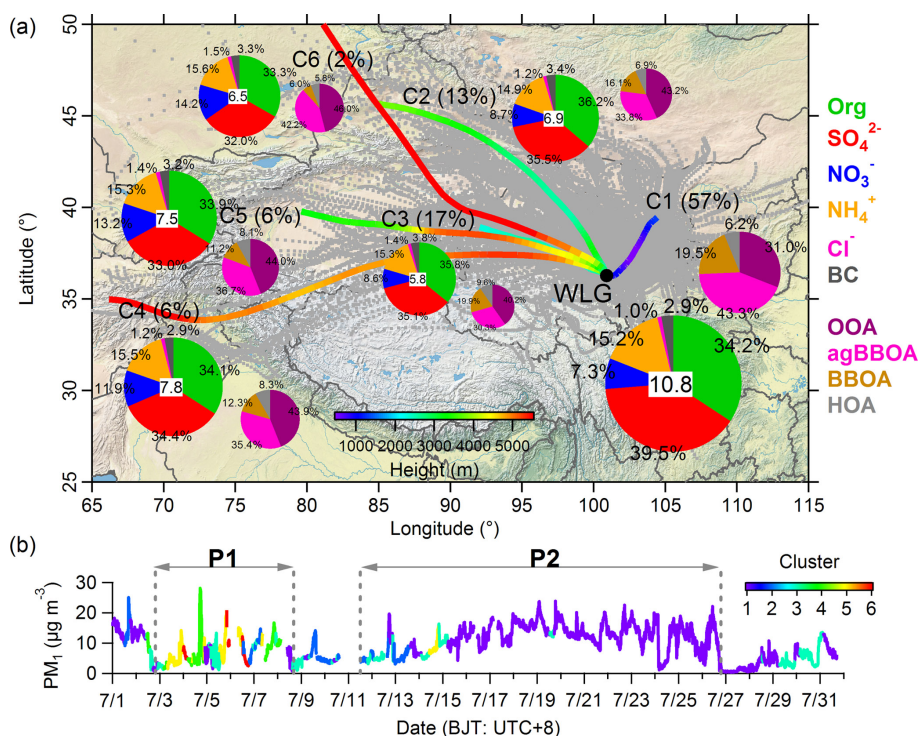 (a)
50
45
40
35
30
25
Latitude (°)
65 70 75 80 85 90 95 100 105 110 115
Longitude (°)
C6 (2%)
1.5% 3.3%
15.6% 33.3%
14.2% 6.5
32.0%
6.0% 5.8%
46.0%
42.2%
C2 (13%)
1.2% 3.4%
14.9% 36.2%
8.7% 6.9
35.5%
6.9%
16.1% 43.2%
33.8%
C1 (57%)
6.2%
19.5% 31.0%
43.3%
1.0% 2.9%
15.2% 34.2%
7.3% 10.8
39.5%
WLG
C5 (6%)
1.4% 3.2%
15.3% 33.9%
13.2% 7.5
33.0%
8.1%
11.2% 44.0%
36.7%
C3 (17%)
1.4% 3.8%
15.3% 35.8%
8.6% 5.8
35.1%
9.6%
19.9% 40.2%
30.3%
C4 (6%)
1.2% 2.9%
15.5% 34.1%
11.9% 7.8
34.4%
8.3%
12.3% 43.9%
35.4%
1000 3000 5000
Height (m)
Org
SO₄²⁻
NO₃⁻
NH₄⁺
Cl⁻
BC
OOA
agBBOA
BBOA
HOA
(b)
P1 P2
Cluster
1 2 3 4 5 6
PM₁ (µg m⁻³)
30
20
10
0
7/1 7/3 7/5 7/7 7/9 7/11 7/13 7/15 7/17 7/19 7/21 7/23 7/25 7/27 7/29 7/31
Date (BJT: UTC+8)